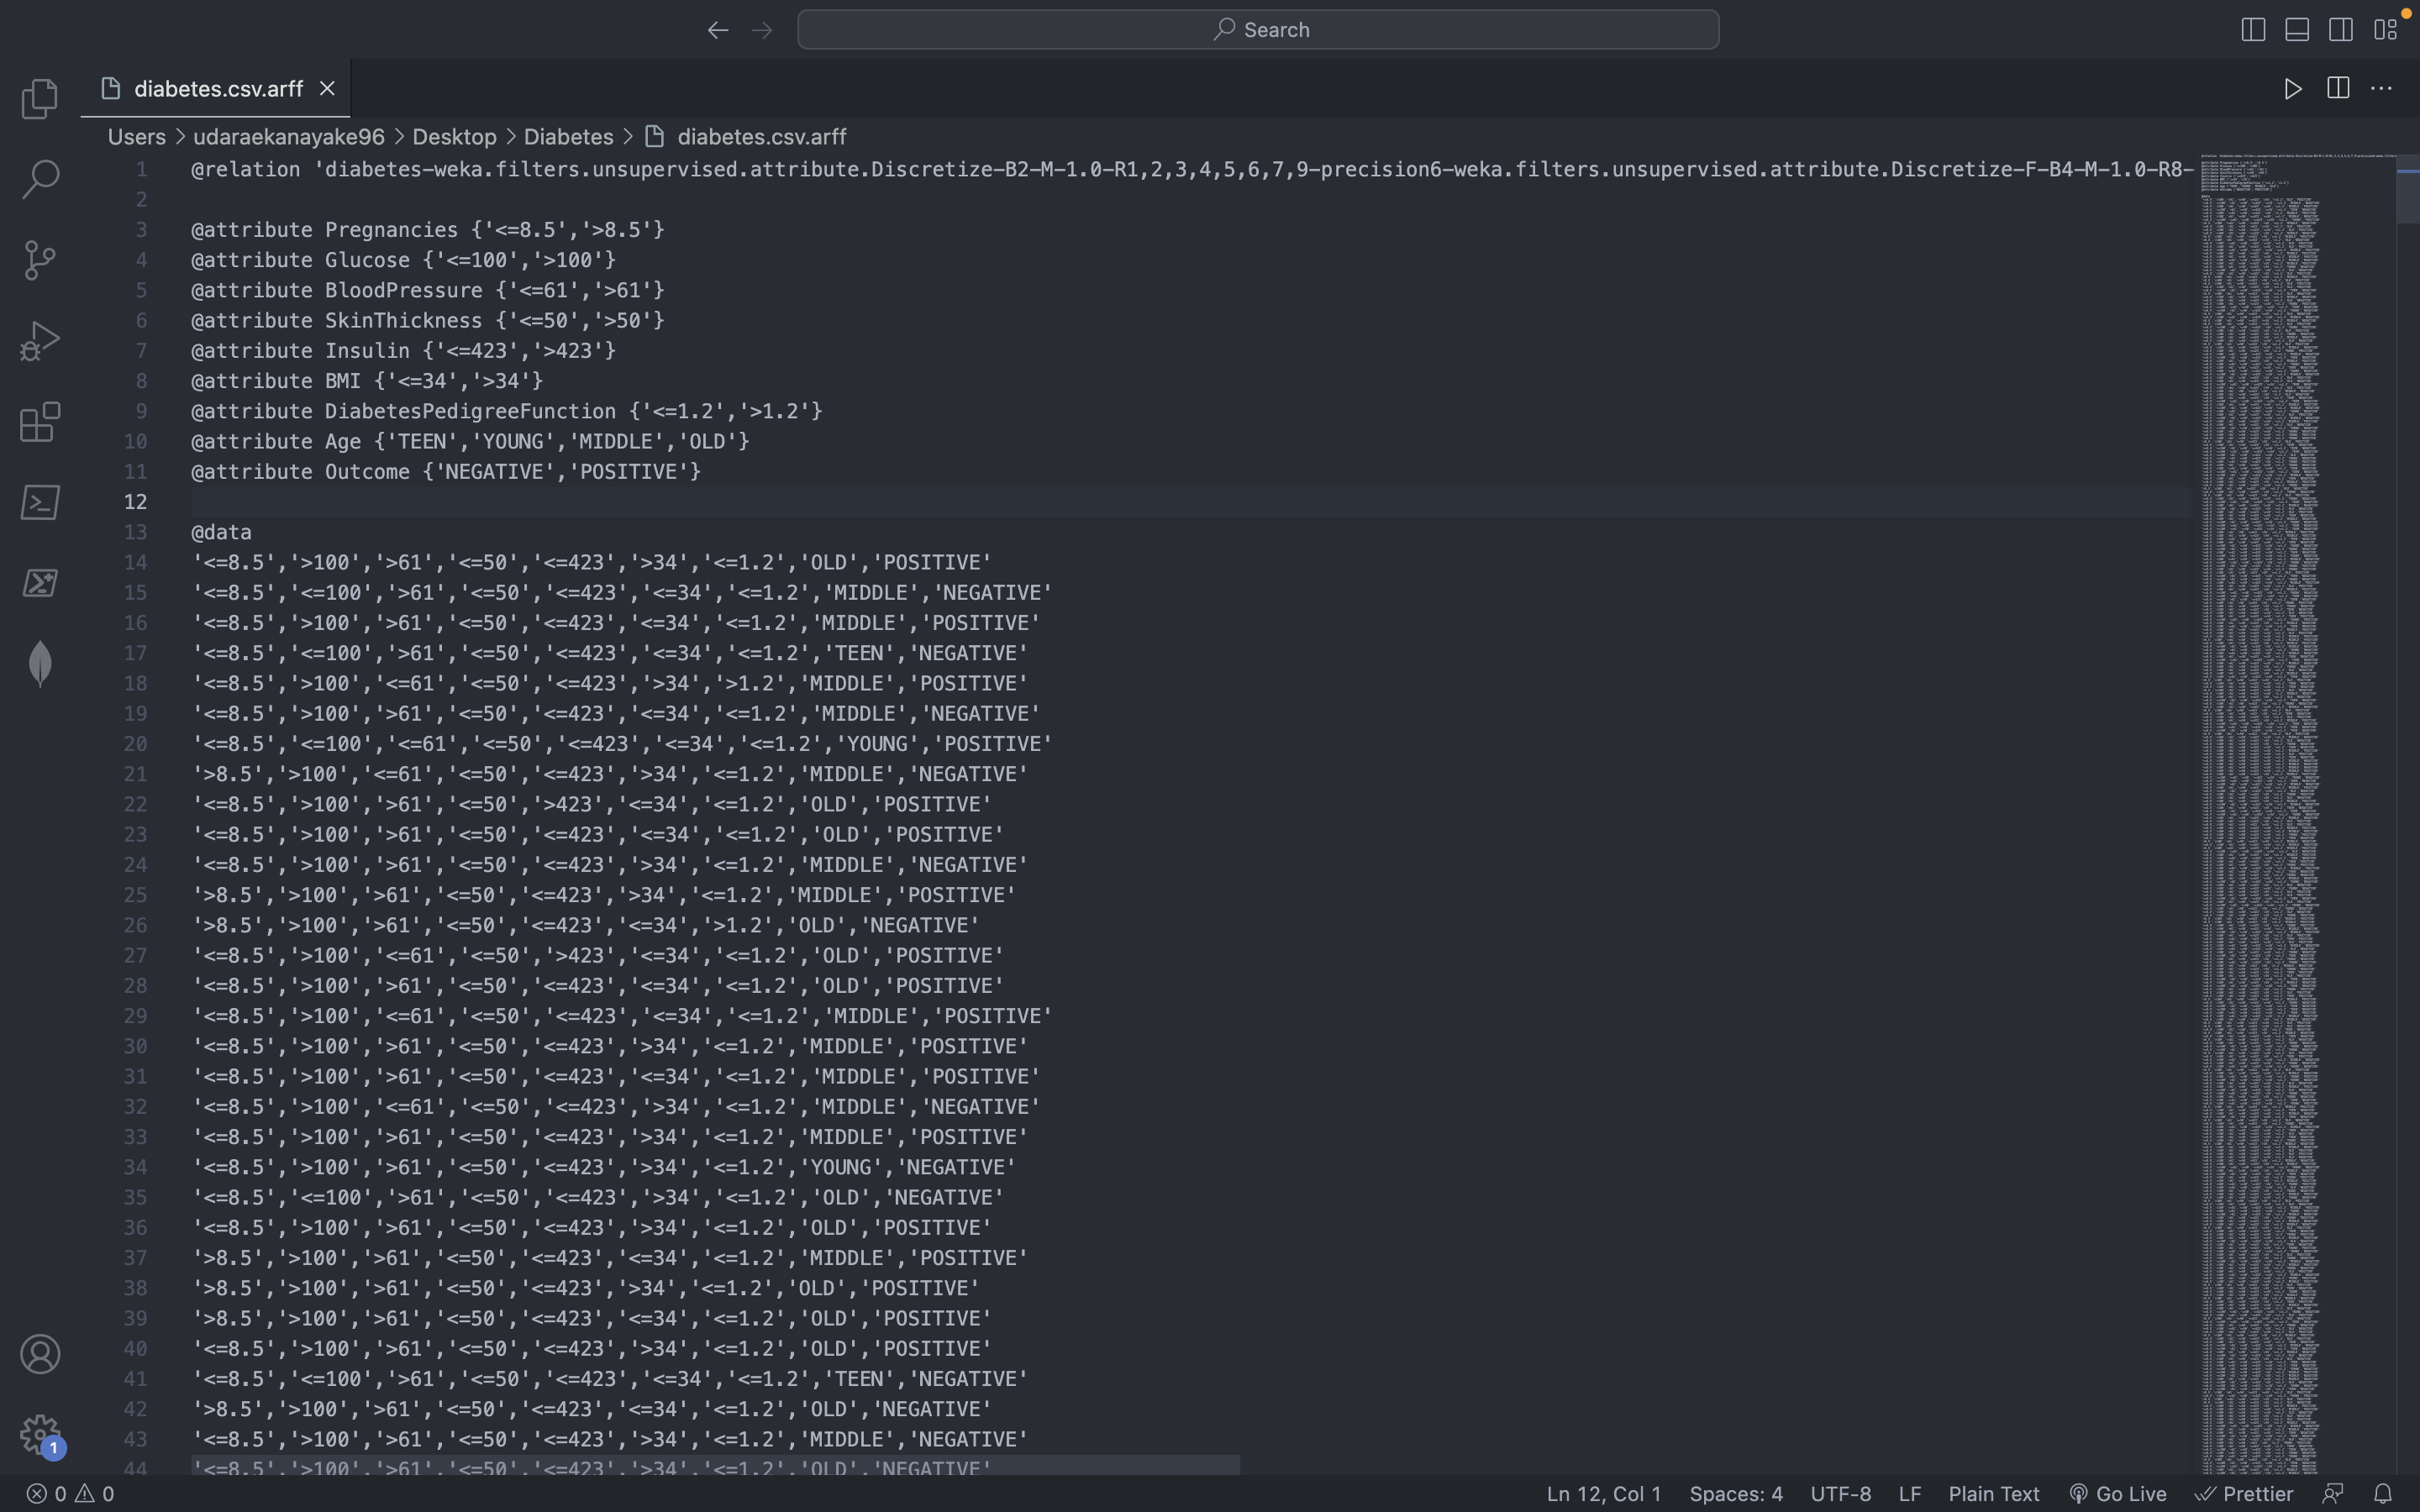 Search
diabetes.csv.arff
Users > udaraekanayake96 > Desktop > Diabetes > diabetes.csv.arff
1 @relation 'diabetes-weka.filters.unsupervised.attribute.Discretize-B2-M-1.0-R1,2,3,4,5,6,7,9-precision6-weka.filters.unsupervised.attribute.Discretize-F-B4-M-1.0-R8-
2
3 @attribute Pregnancies {'<=8.5','>8.5'}
4 @attribute Glucose {'<=100','>100'}
5 @attribute BloodPressure {'<=61','>61'}
6 @attribute SkinThickness {'<=50','>50'}
7 @attribute Insulin {'<=423','>423'}
8 @attribute BMI {'<=34','>34'}
9 @attribute DiabetesPedigreeFunction {'<=1.2','>1.2'}
10 @attribute Age {'TEEN','YOUNG','MIDDLE','OLD'}
11 @attribute Outcome {'NEGATIVE','POSITIVE'}
12
13 @data
14 '<=8.5','>100','>61','<=50','<=423','>34','<=1.2','OLD','POSITIVE'
15 '<=8.5','<=100','>61','<=50','<=423','<=34','<=1.2','MIDDLE','NEGATIVE'
16 '<=8.5','>100','>61','<=50','<=423','<=34','<=1.2','MIDDLE','POSITIVE'
17 '<=8.5','<=100','>61','<=50','<=423','<=34','<=1.2','TEEN','NEGATIVE'
18 '<=8.5','>100','<=61','<=50','<=423','>34','>1.2','MIDDLE','POSITIVE'
19 '<=8.5','>100','>61','<=50','<=423','<=34','<=1.2','MIDDLE','NEGATIVE'
20 '<=8.5','<=100','<=61','<=50','<=423','<=34','<=1.2','YOUNG','POSITIVE'
21 '>8.5','>100','<=61','<=50','<=423','>34','<=1.2','MIDDLE','NEGATIVE'
22 '<=8.5','>100','>61','<=50','>423','<=34','<=1.2','OLD','POSITIVE'
23 '<=8.5','>100','>61','<=50','<=423','<=34','<=1.2','OLD','POSITIVE'
24 '<=8.5','>100','>61','<=50','<=423','>34','<=1.2','MIDDLE','NEGATIVE'
25 '>8.5','>100','>61','<=50','<=423','>34','<=1.2','MIDDLE','POSITIVE'
26 '>8.5','>100','>61','<=50','<=423','<=34','>1.2','OLD','NEGATIVE'
27 '<=8.5','>100','<=61','<=50','>423','<=34','<=1.2','OLD','POSITIVE'
28 '<=8.5','>100','>61','<=50','<=423','<=34','<=1.2','OLD','POSITIVE'
29 '<=8.5','>100','<=61','<=50','<=423','<=34','<=1.2','MIDDLE','POSITIVE'
30 '<=8.5','>100','>61','<=50','<=423','>34','<=1.2','MIDDLE','POSITIVE'
31 '<=8.5','>100','>61','<=50','<=423','<=34','<=1.2','MIDDLE','POSITIVE'
32 '<=8.5','>100','<=61','<=50','<=423','>34','<=1.2','MIDDLE','NEGATIVE'
33 '<=8.5','>100','>61','<=50','<=423','>34','<=1.2','MIDDLE','POSITIVE'
34 '<=8.5','>100','>61','<=50','<=423','>34','<=1.2','YOUNG','NEGATIVE'
35 '<=8.5','<=100','>61','<=50','<=423','>34','<=1.2','OLD','NEGATIVE'
36 '<=8.5','>100','>61','<=50','<=423','>34','<=1.2','OLD','POSITIVE'
37 '>8.5','>100','>61','<=50','<=423','<=34','<=1.2','MIDDLE','POSITIVE'
38 '>8.5','>100','>61','<=50','<=423','>34','<=1.2','OLD','POSITIVE'
39 '>8.5','>100','>61','<=50','<=423','<=34','<=1.2','OLD','POSITIVE'
40 '<=8.5','>100','>61','<=50','<=423','>34','<=1.2','OLD','POSITIVE'
41 '<=8.5','<=100','>61','<=50','<=423','<=34','<=1.2','TEEN','NEGATIVE'
42 '>8.5','>100','>61','<=50','<=423','<=34','<=1.2','OLD','NEGATIVE'
43 '<=8.5','>100','>61','<=50','<=423','>34','<=1.2','MIDDLE','NEGATIVE'
44 '<=8.5','>100','>61','<=50','<=423','>34','<=1.2','OLD','NEGATIVE'
1
0 0 Ln 12, Col 1 Spaces: 4 UTF-8 LF Plain Text Go Live Prettier